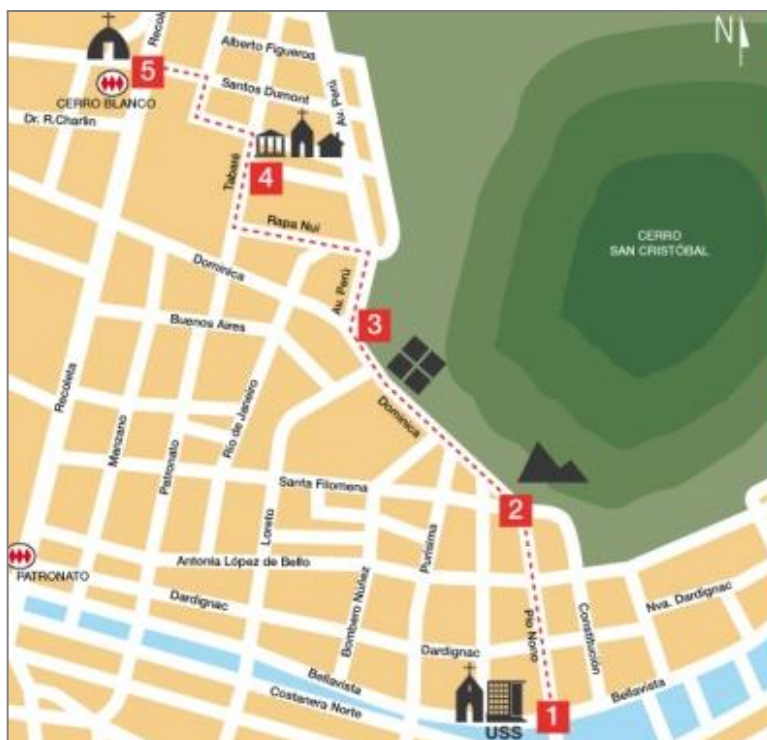 Recole
Alberto Figueroa
N
5
Santos Dumont
Av. Perú
CERRO BLANCO
Dr. R.Charlin
Tabaré
4
Rapa Nui
CERRO
SAN CRISTÓBAL
Dominica
Av. Perú
Buenos Aires
3
Recoleta
Manzano
Patronato
Rio de Janeiro
Dominica
Santa Filomena
2
Loreto
Purísima
Antonia López de Bello
PATRONATO
Dardignac
Bombero Núñez
Pío Nono
Constitución
Nva. Dardignac
Dardignac
Bellavista
Bellavista
Costanera Norte
USS
1